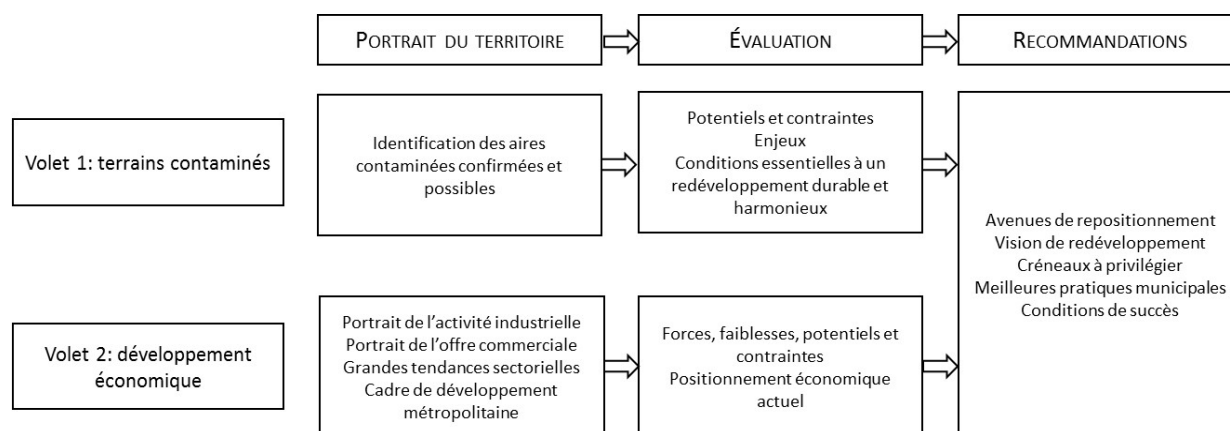 PORTRAIT DU TERRITOIRE
ÉVALUATION
RECOMMANDATIONS
Volet 1: terrains contaminés
Identification des aires
contaminées confirmées et
possibles
Potentiels et contraintes
Enjeux
Conditions essentielles à un
redéveloppement durable et
harmonieux
Avenues de repositionnement
Vision de redéveloppement
Créneaux à privilégier
Meilleures pratiques municipales
Conditions de succès
Volet 2: développement
économique
Portrait de l’activité industrielle
Portrait de l’offre commerciale
Grandes tendances sectorielles
Cadre de développement
métropolitaine
Forces, faiblesses, potentiels et
contraintes
Positionnement économique
actuel